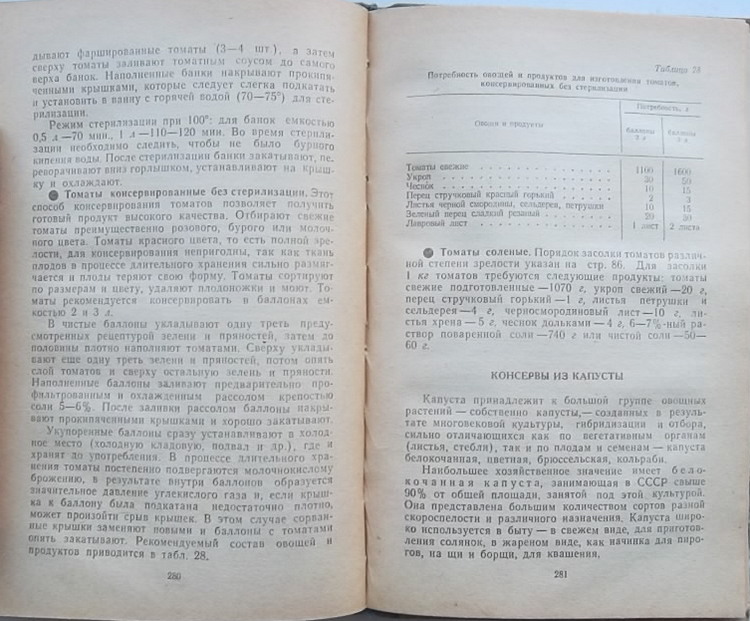 дывают фаршированные томаты (3—4 шт), а затем
сверху томаты заливают томатным соусом до самого
верха банок. Наполненные банки накрывают прокипя-
ченными крышками, которые следует слегка подкатать
и установить в ванну с горячей водой (70—75°) для сте-
рилизации.
Режим стерилизации при 100°: для банок емкостью
0,5 л—70 мин., 1 л—110—120 мин. Во время стерили-
зации необходимо следить, чтобы не было бурного
кипения воды. После стерилизации банки закатывают, пе-
реворачивают вниз горлышком, устанавливают на крыш-
ку и охлаждают.
Томаты консервированные без стерилизации. Этот
способ консервирования томатов позволяет получить
готовый продукт высокого качества. Отбирают свежие
томаты преимущественно розового, бурого или молоч-
ного цвета. Томаты красного цвета, то есть полной зре-
лости, для консервирования непригодны, так как ткань
плодов в процессе длительного хранения сильно размяг-
чается и плоды теряют свою форму. Томаты сортируют
по размерам и цвету, удаляют плодоножки и моют. То-
маты рекомендуется консервировать в баллонах ем-
костью 2 и 3 л.
В чистые баллоны укладывают одну треть преду-
смотренных рецептурой зелени и пряностей, затем до
половины плотно наполняют томатами. Сверху уклады-
вают еще одну треть зелени и пряностей, потом опять
слой томатов и сверху остальную зелень и пряности.
Наполненные баллоны заливают предварительно про-
фильтрованным и охлажденным рассолом крепостью
соли 5—6%. После заливки рассолом баллоны накры-
вают прокипяченными крышками и хорошо закатывают.
Укупоренные баллоны сразу устанавливают в холод-
ное место (холодную кладовую, подвал и др.), где и
хранят до употребления. В процессе длительного хра-
нения томаты постепенно подвергаются молочнокислому
брожению, в результате внутри баллонов образуется
значительное давление углекислого газа и, если крыш-
ка к баллону была подкатана недостаточно плотно,
может произойти срыв крышек. В этом случае сорван-
ные крышки заменяют новыми и баллоны с томатами
опять закатывают. Рекомендуемый состав овощей и
продуктов приводится в табл. 28.
280
Таблица 28
Потребность овощей и продуктов для изготовления томатов,
консервированных без стерилизации
Овощи и продукты
Потребность, г
баллоны 2 л
баллоны 3 л
Томаты свежие 1100 1600
Укроп 30 50
Чеснок 10 15
Перец стручковый красный горький 2 3
Листья черной смородины, сельдерея, петрушки 10 15
Зеленый перец сладкий резаный 20 30
Лавровый лист 1 лист 2 листа
Томаты соленые. Порядок засолки томатов различ-
ной степени зрелости указан на стр. 86. Для засолки
1 кг томатов требуются следующие продукты: томаты
свежие подготовленные—1070 г, укроп свежий—20 г,
перец стручковый горький—1 г, листья петрушки и
сельдерея—4 г, черносмородиновый лист—10 г, ли-
стья хрена—5 г, чеснок дольками—4 г, 6—7%-ный ра-
створ поваренной соли—740 г или чистой соли—50—
60 г.
КОНСЕРВЫ ИЗ КАПУСТЫ
Капуста принадлежит к большой группе овощных
растений — собственно капусты,— созданных в резуль-
тате многовековой культуры, гибридизации и отбора,
сильно отличающихся как по вегетативным органам
(листья, стебли), так и по плодам и семенам — капуста
белокочанная, цветная, брюссельская, кольраби.
Наибольшее хозяйственное значение имеет бело-
кочанная капуста, занимающая в СССР свыше
90% от общей площади, занятой под этой культурой.
Она представлена большим количеством сортов разной
скороспелости и различного назначения. Капуста широ-
ко используется в быту — в свежем виде, для приготов-
ления солянок, в жареном виде, как начинка для пиро-
гов, на щи и борщи, для квашения,
281